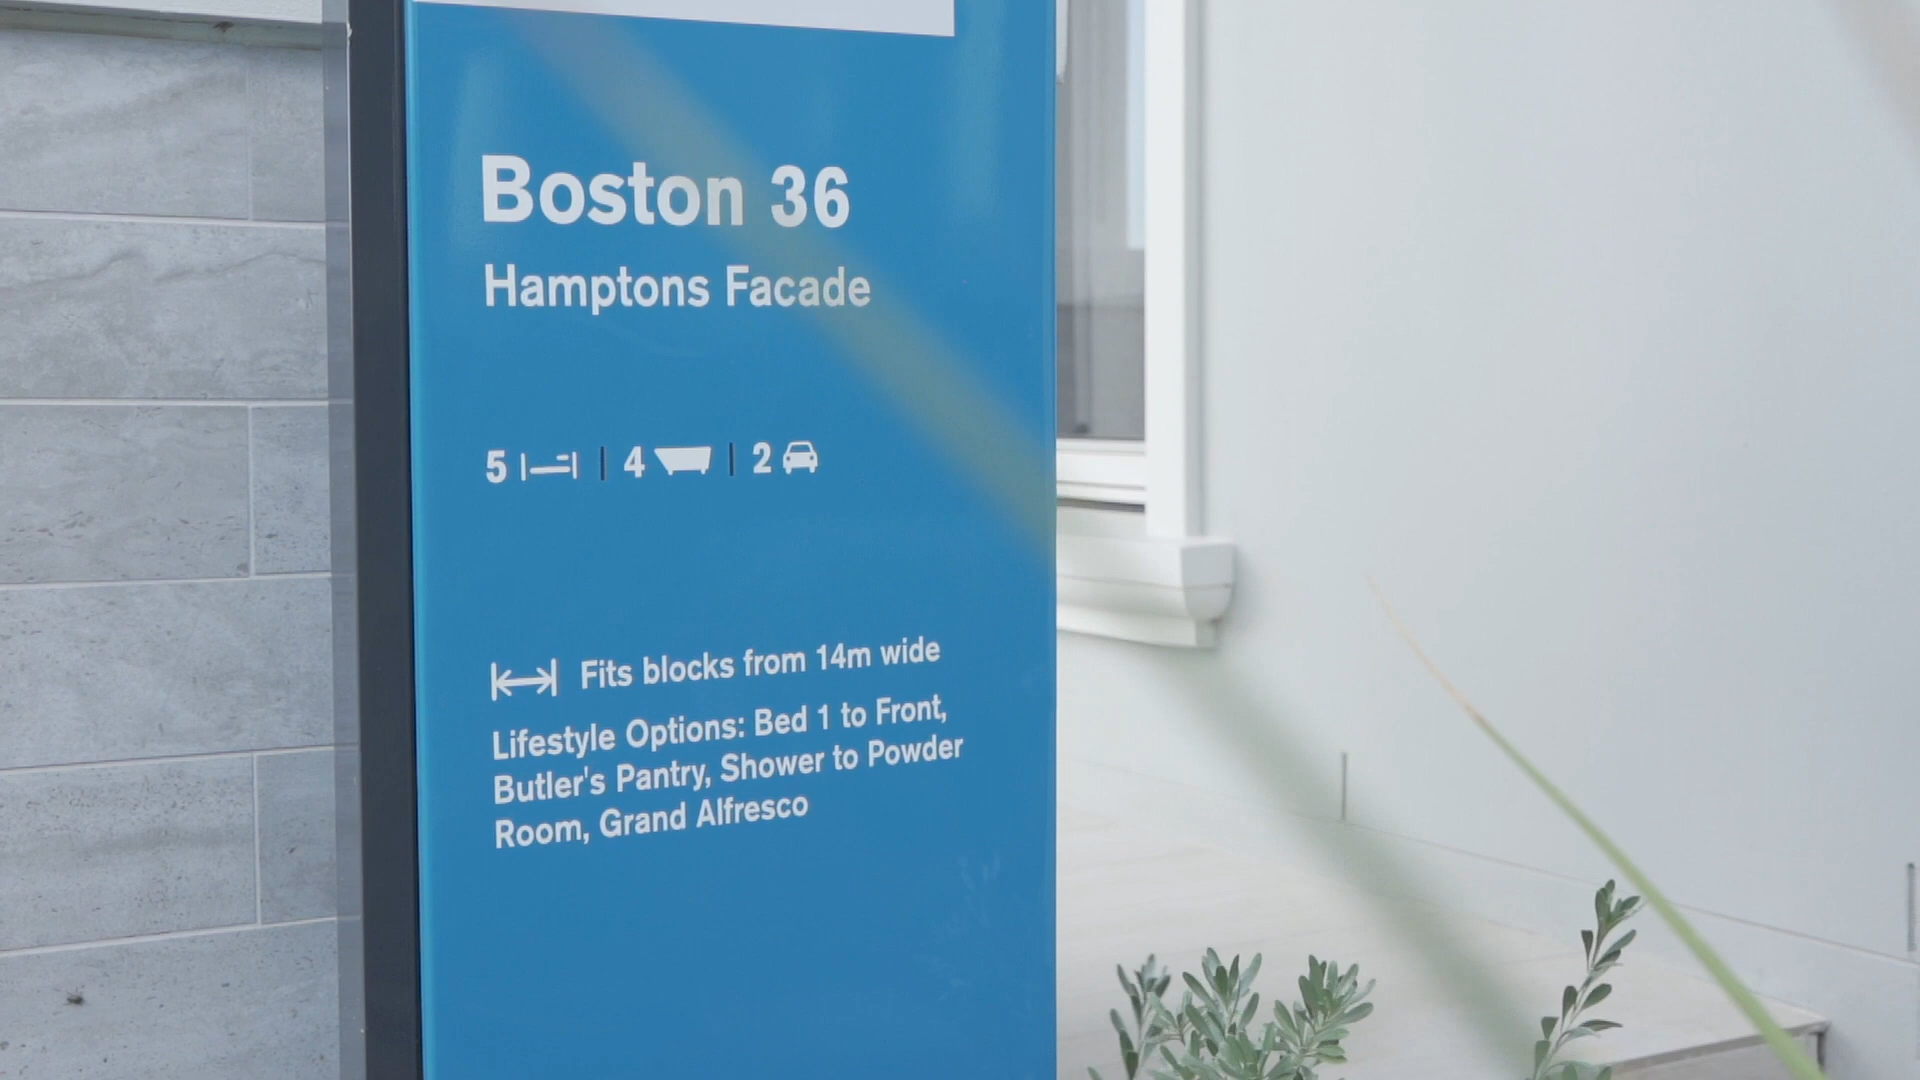 Boston 36
Hamptons Facade
5 | 4 | 2
Fits blocks from 14m wide
Lifestyle Options: Bed 1 to Front,
Butler's Pantry, Shower to Powder
Room, Grand Alfresco